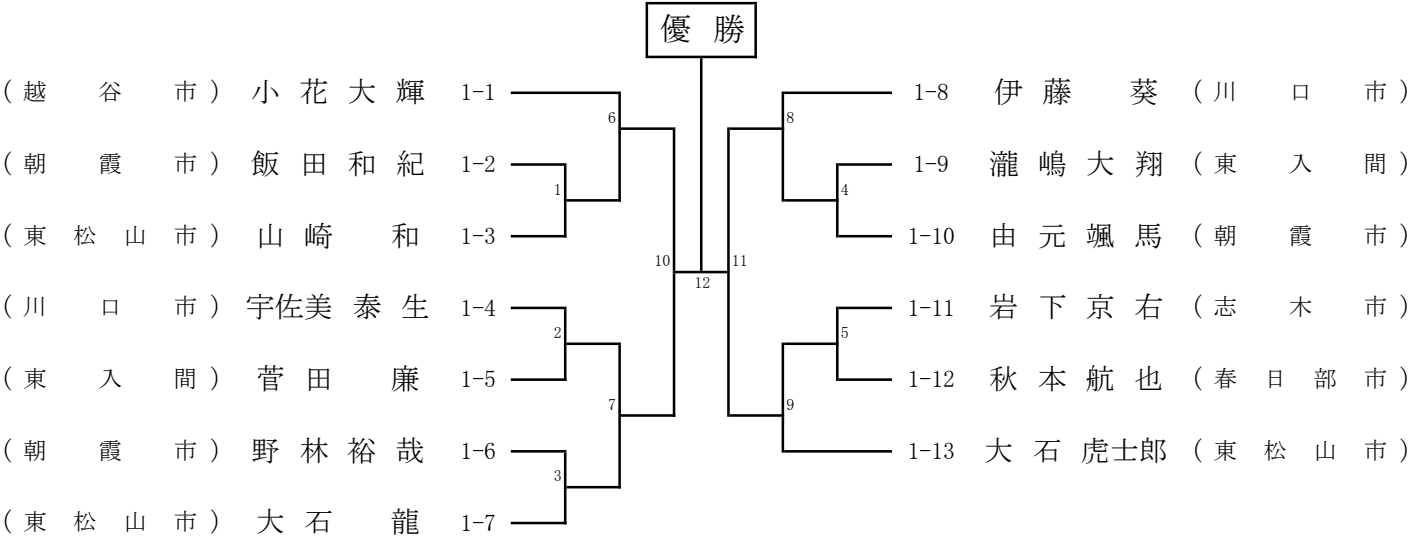 優勝
(越谷市) 小花大輝 1-1
(朝霞市) 飯田和紀 1-2
(東松山市) 山崎 和 1-3
(川口市) 宇佐美泰生 1-4
(東入間) 菅田 廉 1-5
(朝霞市) 野林裕哉 1-6
(東松山市) 大石 龍 1-7
6
1
10
2
7
3
12
8
4
11
5
9
1-8 伊藤 葵 (川口市)
1-9 瀧嶋大翔 (東入間)
1-10 由元颯馬 (朝霞市)
1-11 岩下京右 (志木市)
1-12 秋本航也 (春日部市)
1-13 大石虎士郎 (東松山市)